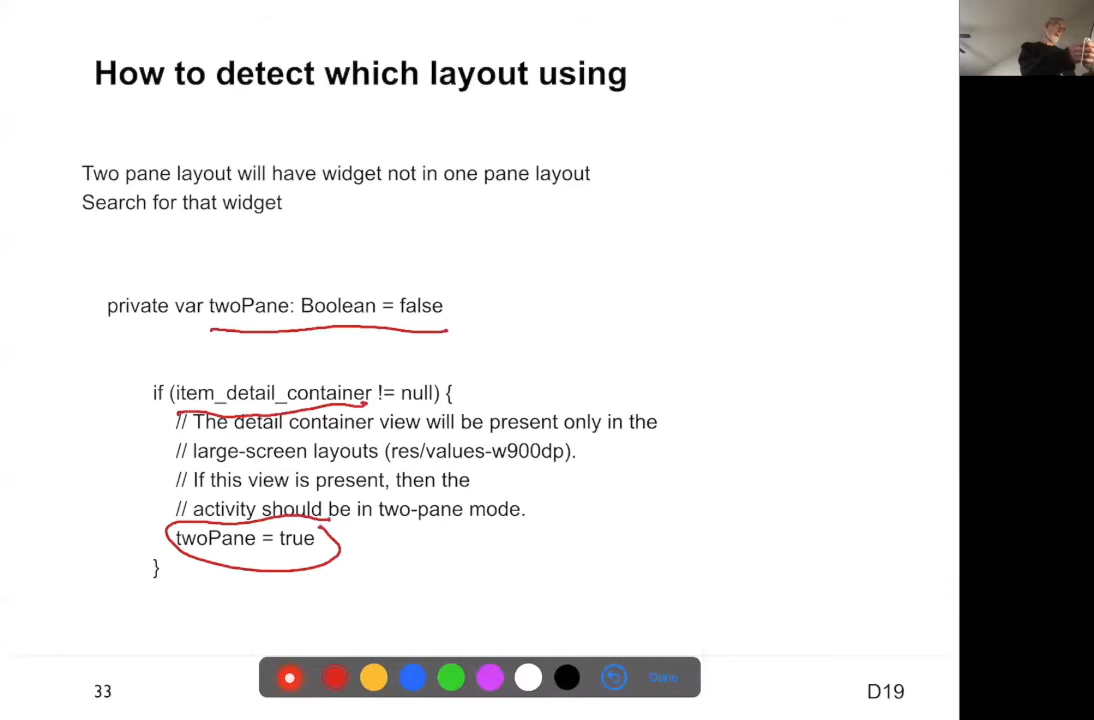 How to detect which layout using
Two pane layout will have widget not in one pane layout
Search for that widget
private var twoPane: Boolean = false
if (item_detail_container != null) {
// The detail container view will be present only in the
// large-screen layouts (res/values-w900dp).
// If this view is present, then the
// activity should be in two-pane mode.
twoPane = true
}
Done
33
D19